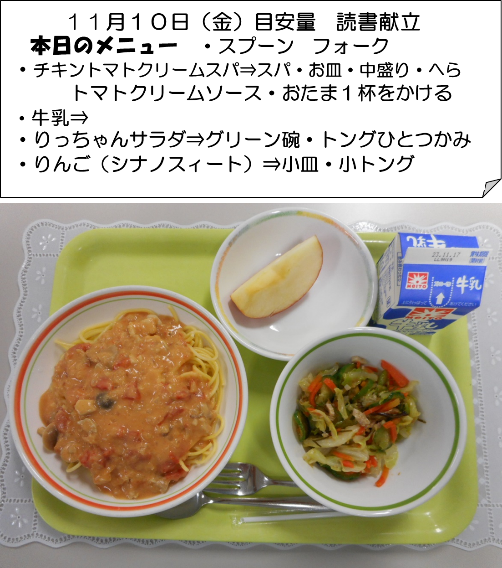 １１月１０日（金）目安量　読書献立
本日のメニュー　・スプーン　フォーク
・チキントマトクリームスパ⇒スパ・お皿・中盛り・へら
トマトクリームソース・おたま１杯をかける
・牛乳⇒
・りっちゃんサラダ⇒グリーン碗・トングひとつかみ
・りんご（シナノスィート）⇒小皿・小トング
牛乳
23.11.17
牛乳